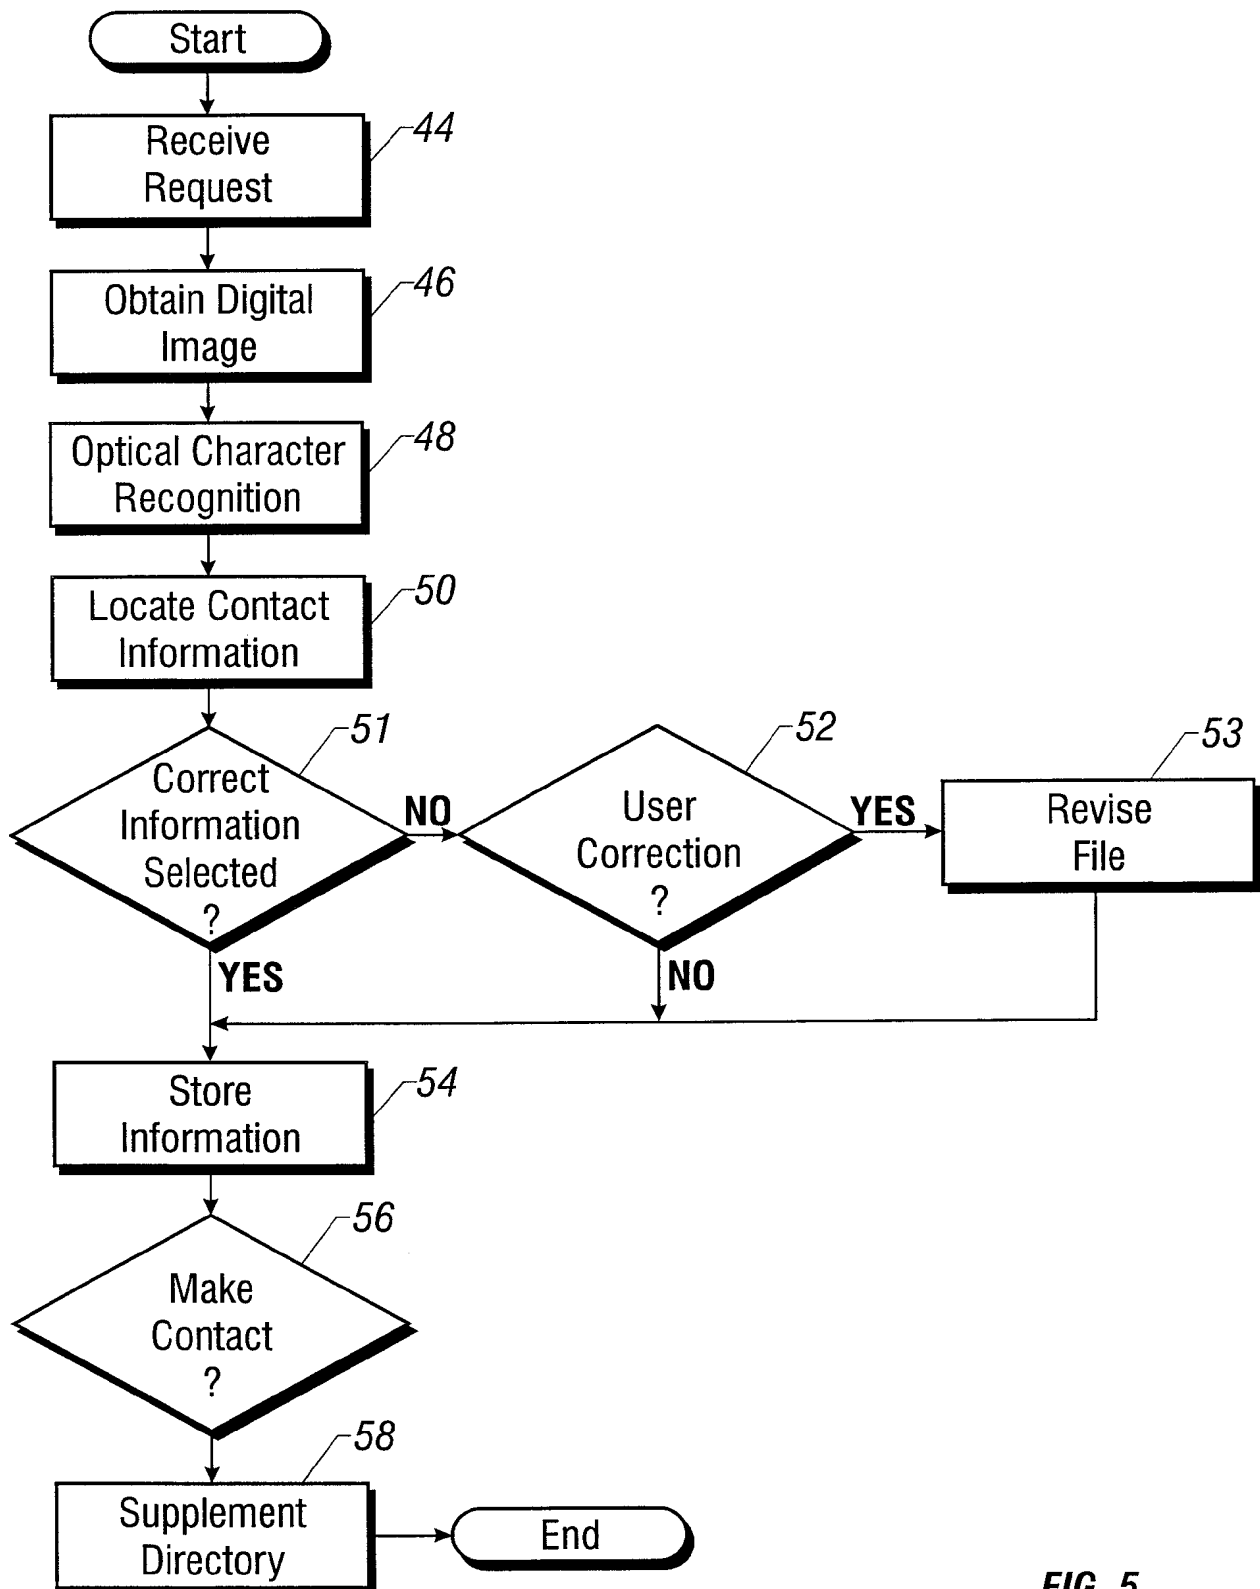 Start
44
Receive
Request
46
Obtain Digital
Image
48
Optical Character
Recognition
50
Locate Contact
Information
51
Correct
Information
Selected
?
NO
52
User
Correction
?
YES
53
Revise
File
YES
NO
54
Store
Information
56
Make
Contact
?
58
Supplement
Directory
End
FIG. 5